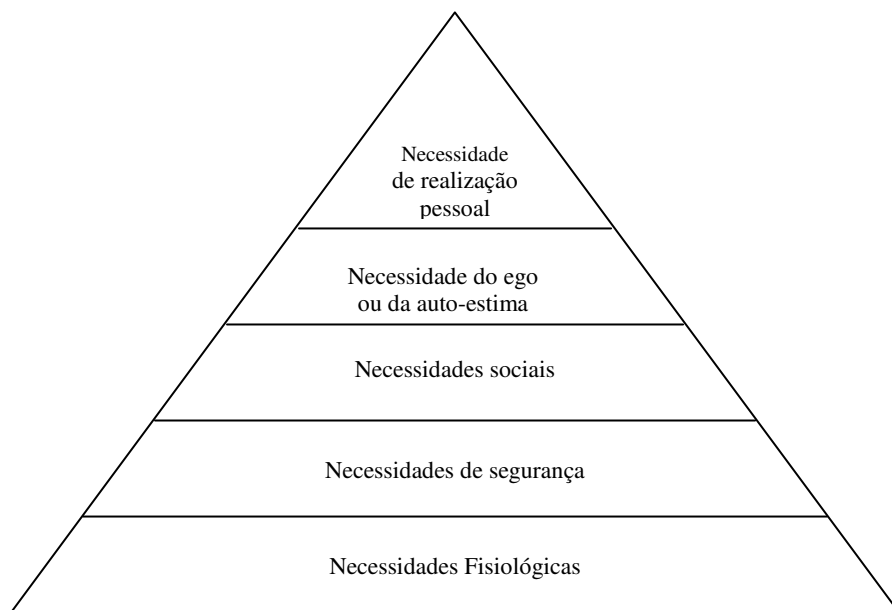 Necessidade
de realização
pessoal
Necessidade do ego
ou da auto-estima
Necessidades sociais
Necessidades de segurança
Necessidades Fisiológicas